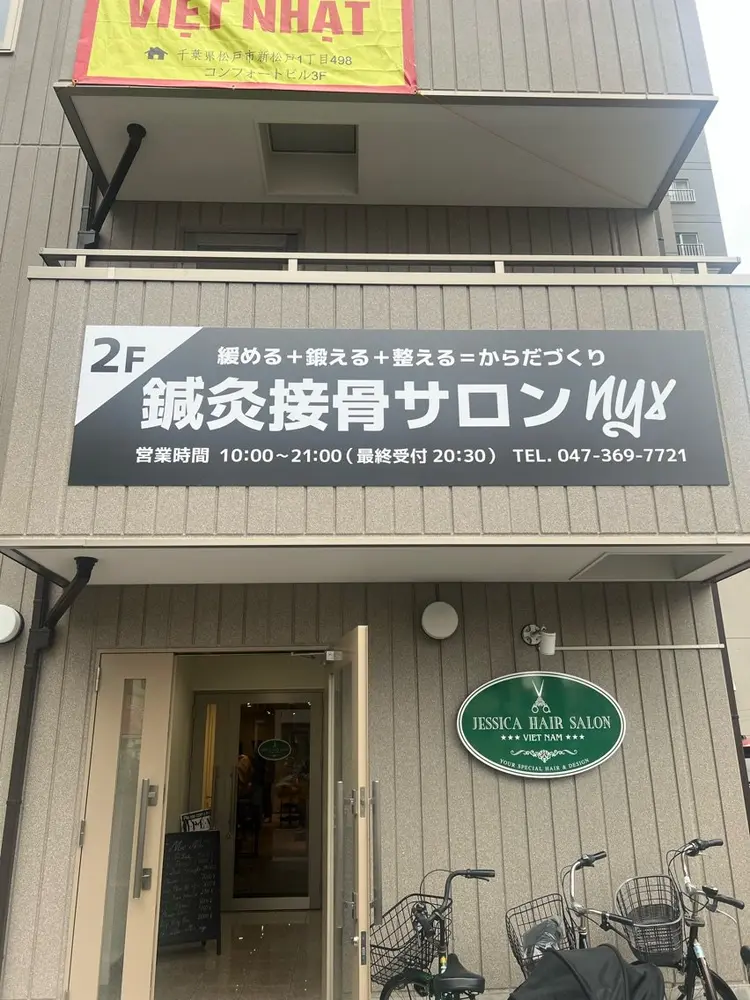 VIỆT NHẬT
千葉県松戸市新松戸1丁目498
コンフォートビル3F
2F
緩める＋鍛える＋整える＝からだづくり
鍼灸接骨サロン nyx
営業時間 10:00〜21:00（最終受付 20:30） TEL. 047-369-7721
JESSICA HAIR SALON
★★★ VIET NAM ★★★
YOUR SPECIAL HAIR & DESIGN